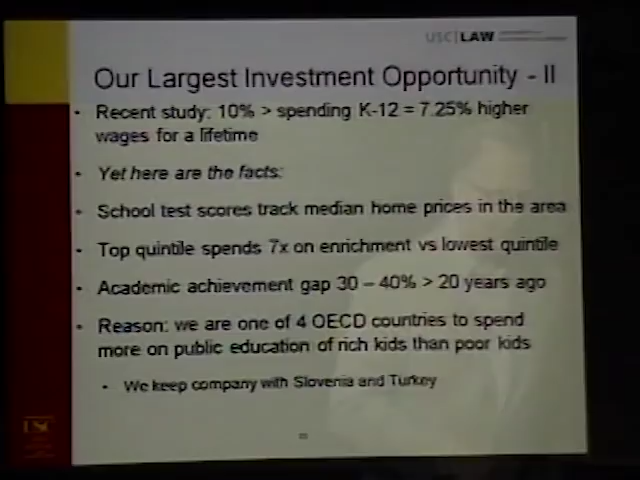 USC|LAW
Our Largest Investment Opportunity - II
• Recent study: 10% > spending K-12 = 7.25% higher
wages for a lifetime
• Yet here are the facts:
• School test scores track median home prices in the area
• Top quintile spends 7x on enrichment vs lowest quintile
• Academic achievement gap 30 – 40% > 20 years ago
• Reason: we are one of 4 OECD countries to spend
more on public education of rich kids than poor kids
• We keep company with Slovenia and Turkey
USC